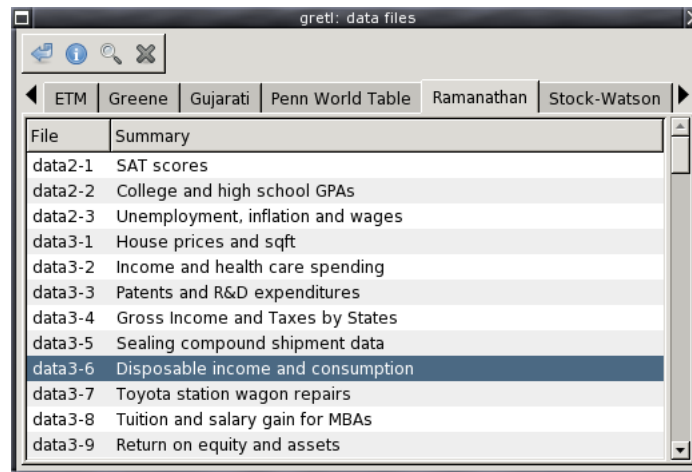 gretl: data files
ETM Greene Gujarati Penn World Table Ramanathan Stock-Watson
File Summary
data2-1 SAT scores
data2-2 College and high school GPAs
data2-3 Unemployment, inflation and wages
data3-1 House prices and sqft
data3-2 Income and health care spending
data3-3 Patents and R&D expenditures
data3-4 Gross Income and Taxes by States
data3-5 Sealing compound shipment data
data3-6 Disposable income and consumption
data3-7 Toyota station wagon repairs
data3-8 Tuition and salary gain for MBAs
data3-9 Return on equity and assets